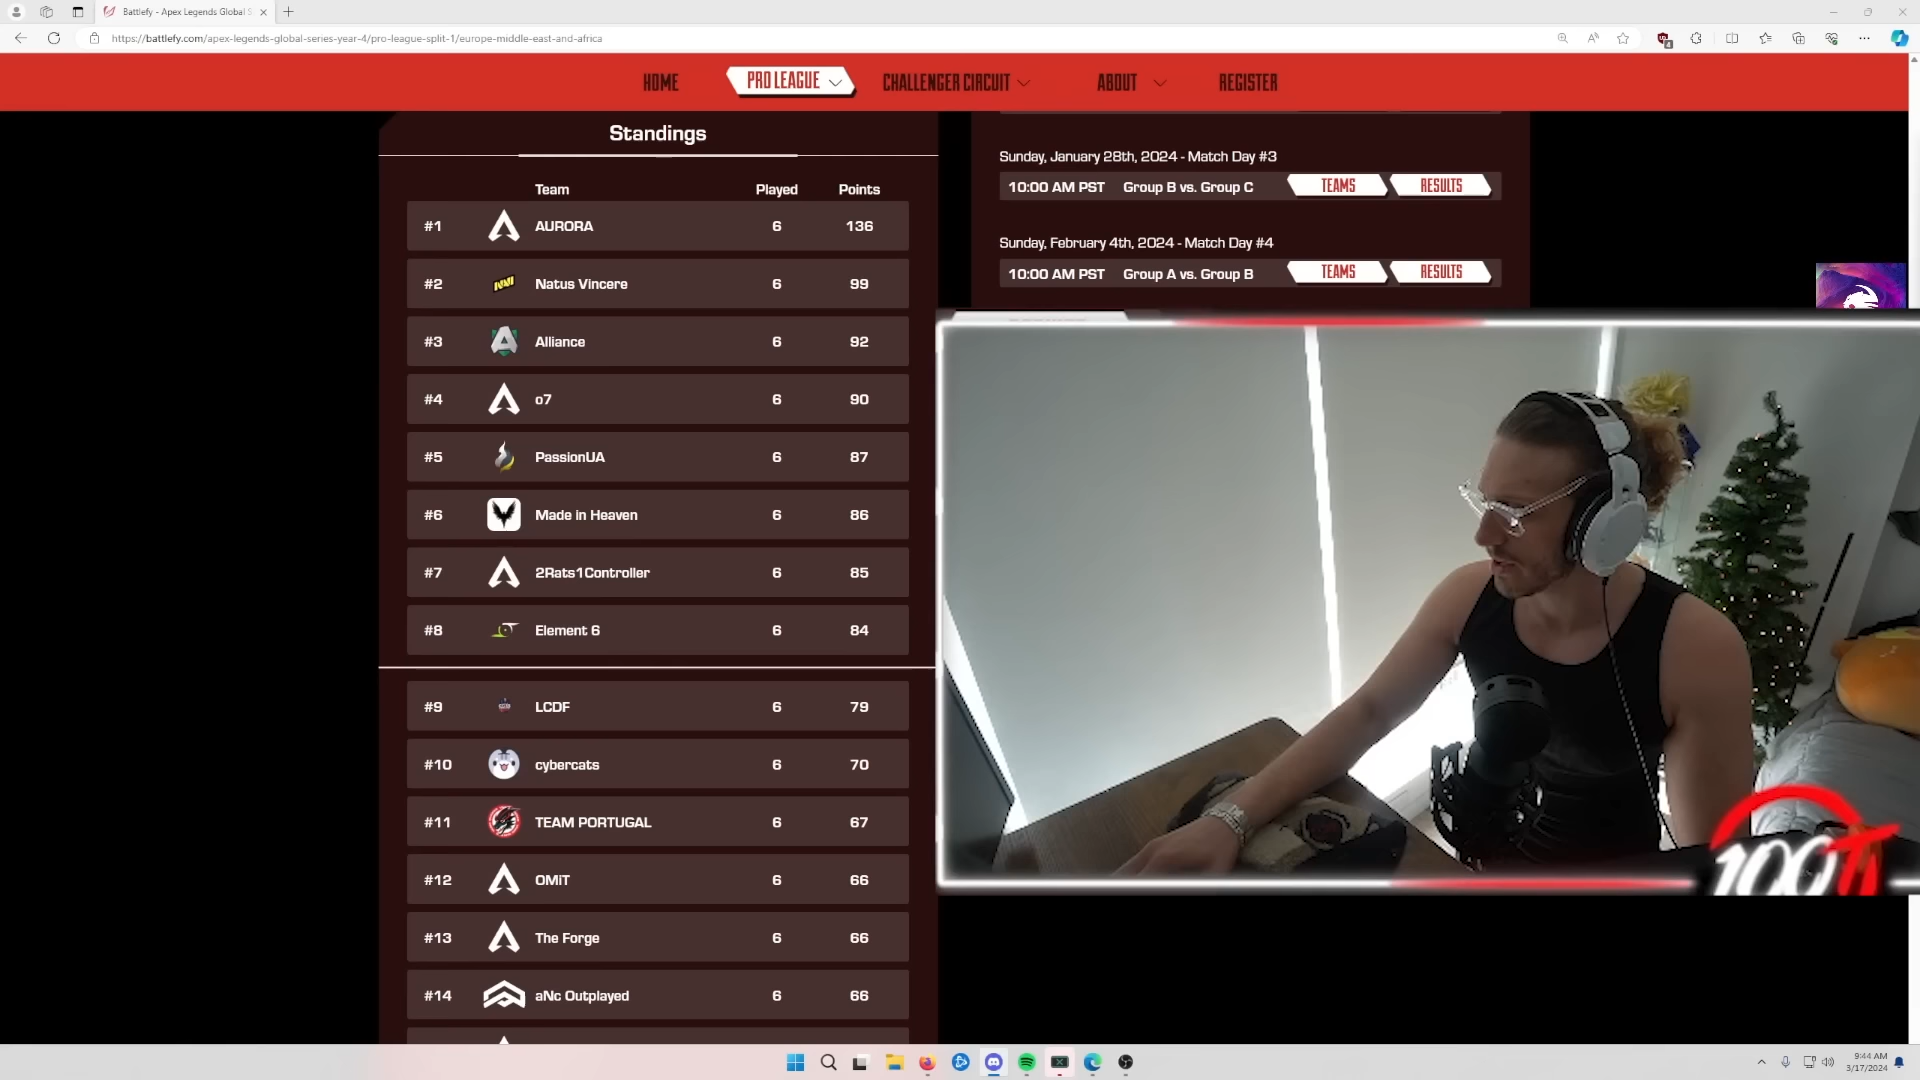 Battlefy - Apex Legends Global S
https://battlefy.com/apex-legends-global-series-year-4/pro-league-split-1/europe-middle-east-and-africa
HOME
PRO LEAGUE
CHALLENGER CIRCUIT
ABOUT
REGISTER
Standings
Team Played Points
#1 AURORA 6 136
#2 Natus Vincere 6 99
#3 Alliance 6 92
#4 o7 6 90
#5 PassionUA 6 87
#6 Made in Heaven 6 86
#7 2Rats1Controller 6 85
#8 Element 6 6 84
#9 LCDF 6 79
#10 cybercats 6 70
#11 TEAM PORTUGAL 6 67
#12 OMiT 6 66
#13 The Forge 6 66
#14 aNc Outplayed 6 66
Sunday, January 28th, 2024 - Match Day #3
10:00 AM PST Group B vs. Group C TEAMS RESULTS
Sunday, February 4th, 2024 - Match Day #4
10:00 AM PST Group A vs. Group B TEAMS RESULTS
100T
9:44 AM
3/17/2024